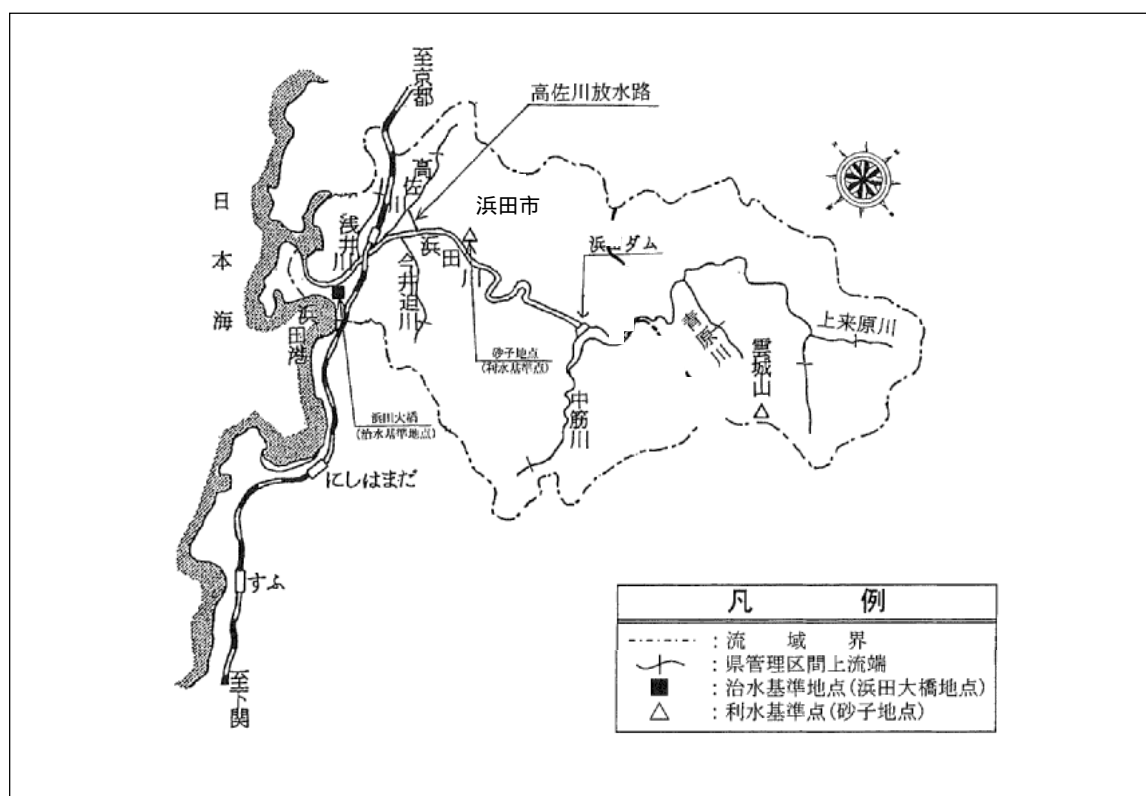 至京都
高佐川放水路
高佐川
浜田市
日本海
浅井川
浜田川
今井迫川
浜田港
浜 ダム
砂子地点
(利水基準点)
浜田大橋
(治水基準地点)
中筋川
青原川
雲城山
上来原川
にしはまだ
すふ
至下関
凡 例
:流 域 界
:県管理区間上流端
:治水基準地点(浜田大橋地点)
:利水基準点(砂子地点)